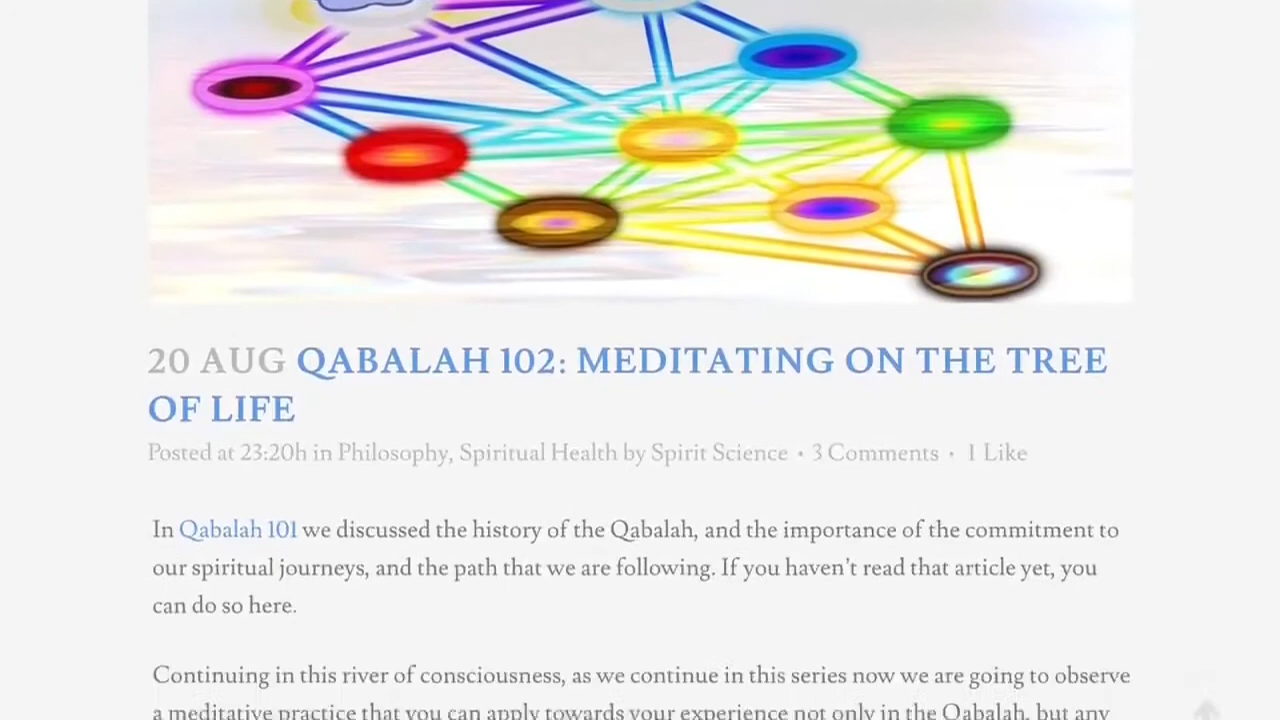 20 AUG QABALAH 102: MEDITATING ON THE TREE
OF LIFE
Posted at 23:20h in Philosophy, Spiritual Health by Spirit Science • 3 Comments • 1 Like
In Qabalah 101 we discussed the history of the Qabalah, and the importance of the commitment to
our spiritual journeys, and the path that we are following. If you haven’t read that article yet, you
can do so here.
Continuing in this river of consciousness, as we continue in this series now we are going to observe
a meditative practice that you can apply towards your experience not only in the Qabalah, but any